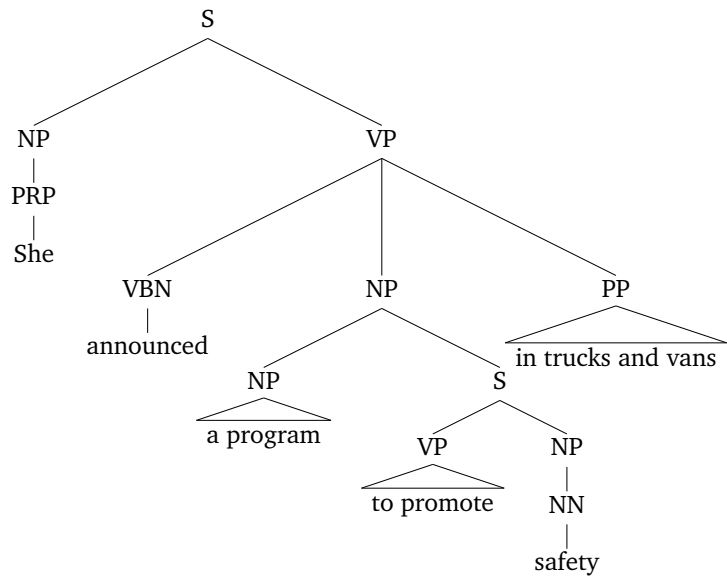 S
NP VP
PRP
She
VBN NP PP
announced in trucks and vans
NP S
a program
VP NP
to promote NN
safety